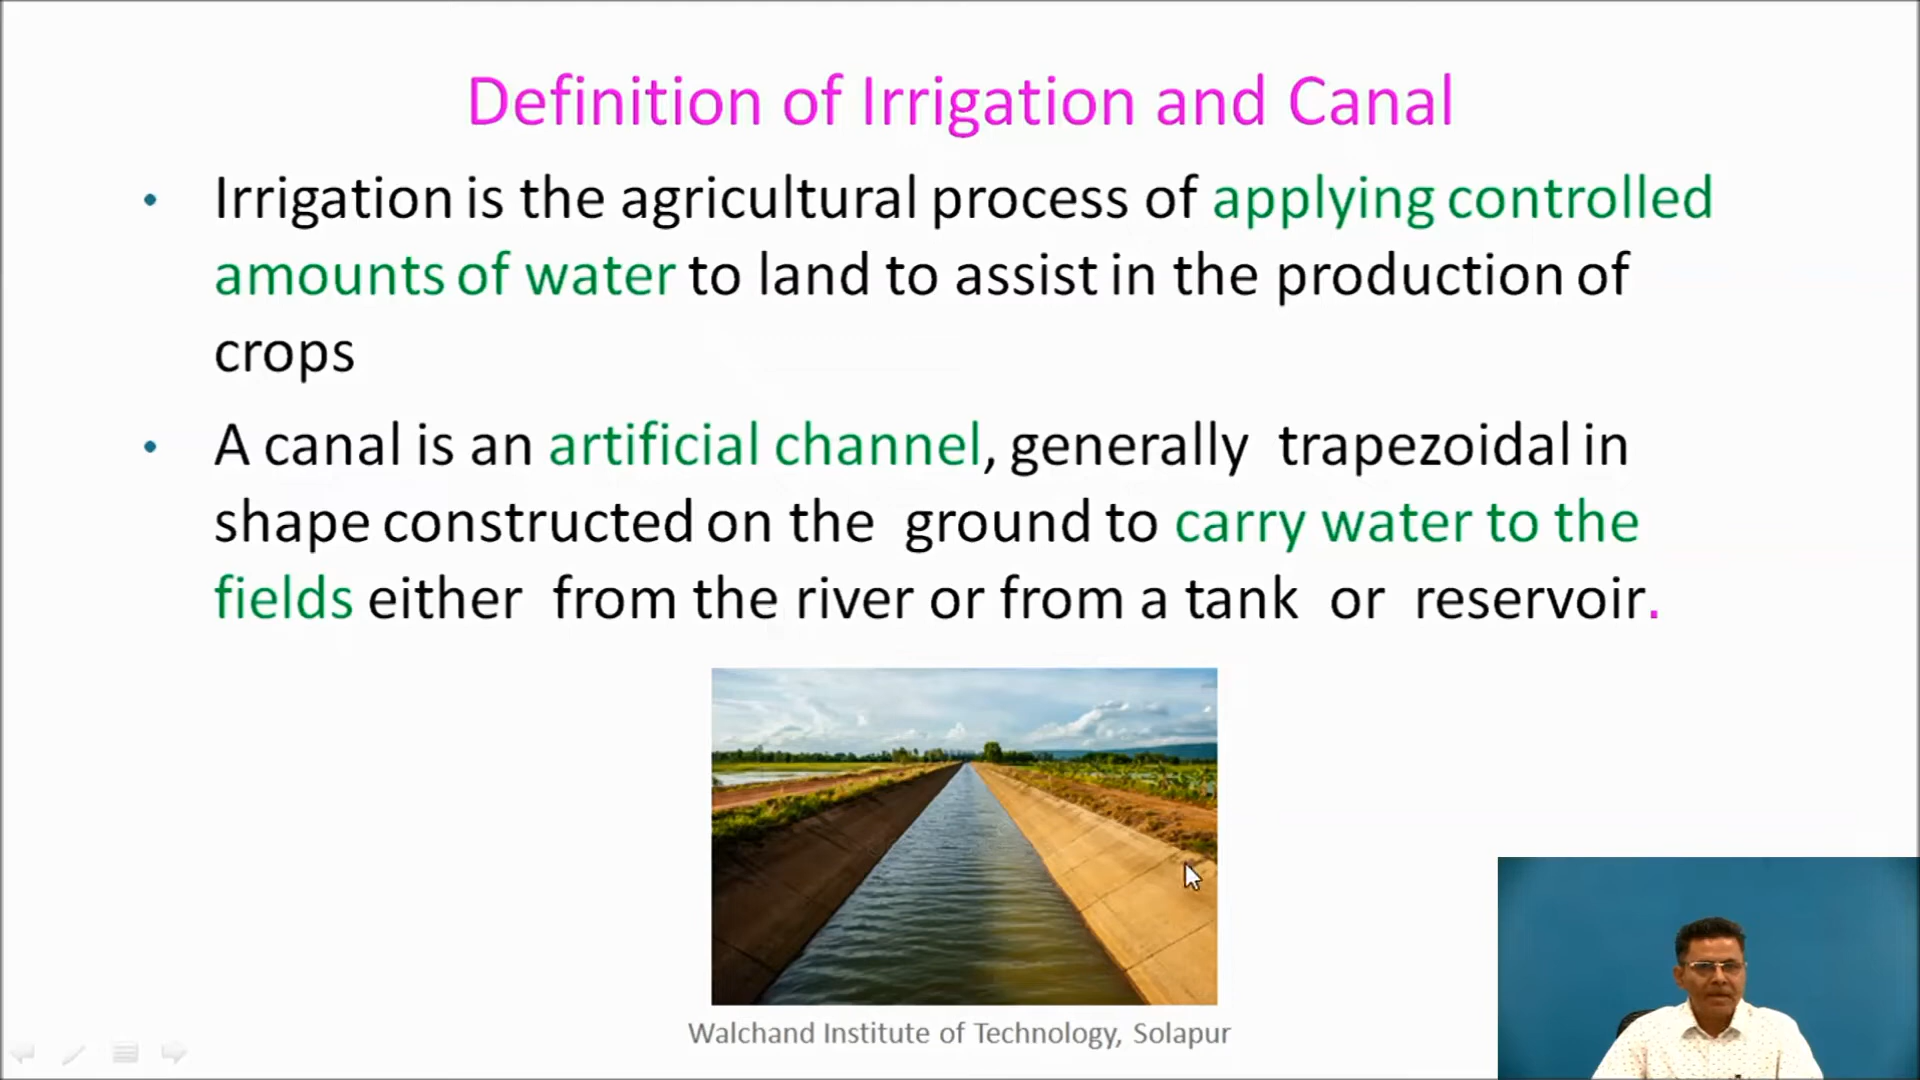 Definition of Irrigation and Canal
• Irrigation is the agricultural process of applying controlled
amounts of water to land to assist in the production of
crops
• A canal is an artificial channel, generally trapezoidal in
shape constructed on the ground to carry water to the
fields either from the river or from a tank or reservoir.
Walchand Institute of Technology, Solapur